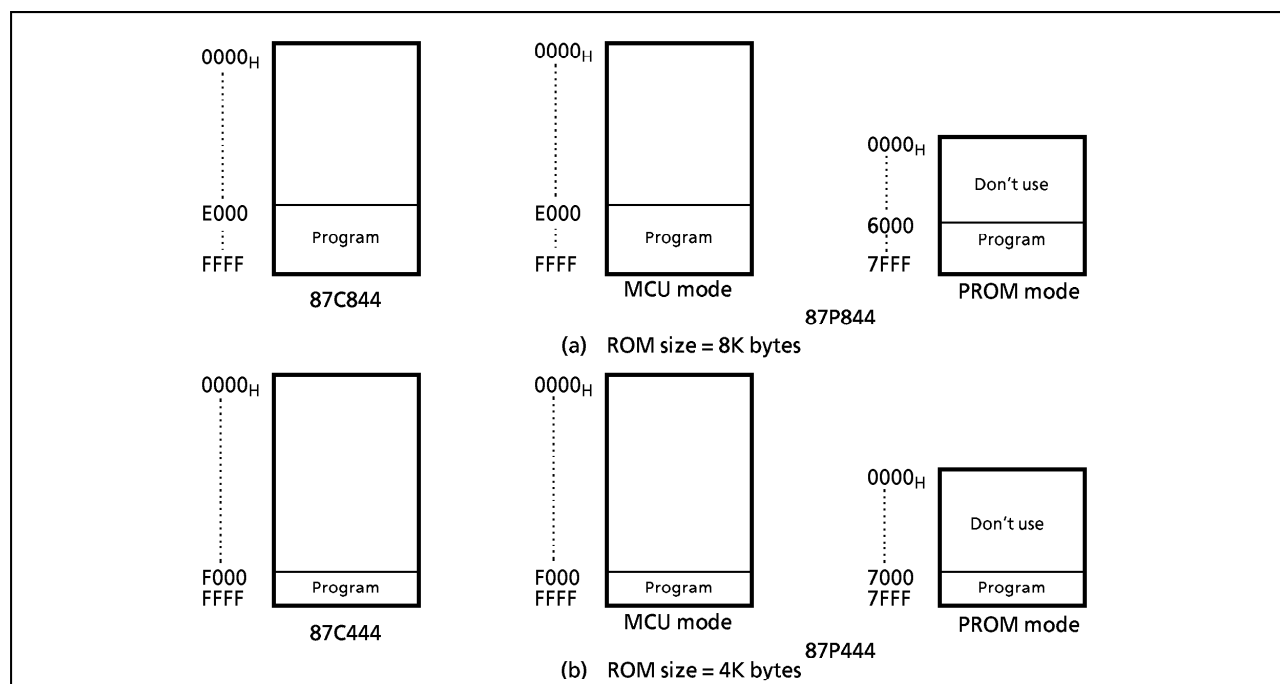 0000H
E000
FFFF
Program
87C844
0000H
E000
FFFF
Program
MCU mode
0000H
6000
7FFF
Don't use
Program
PROM mode
87P844
(a) ROM size = 8K bytes
0000H
F000
FFFF
Program
87C444
0000H
F000
FFFF
Program
MCU mode
0000H
7000
7FFF
Don't use
Program
PROM mode
87P444
(b) ROM size = 4K bytes